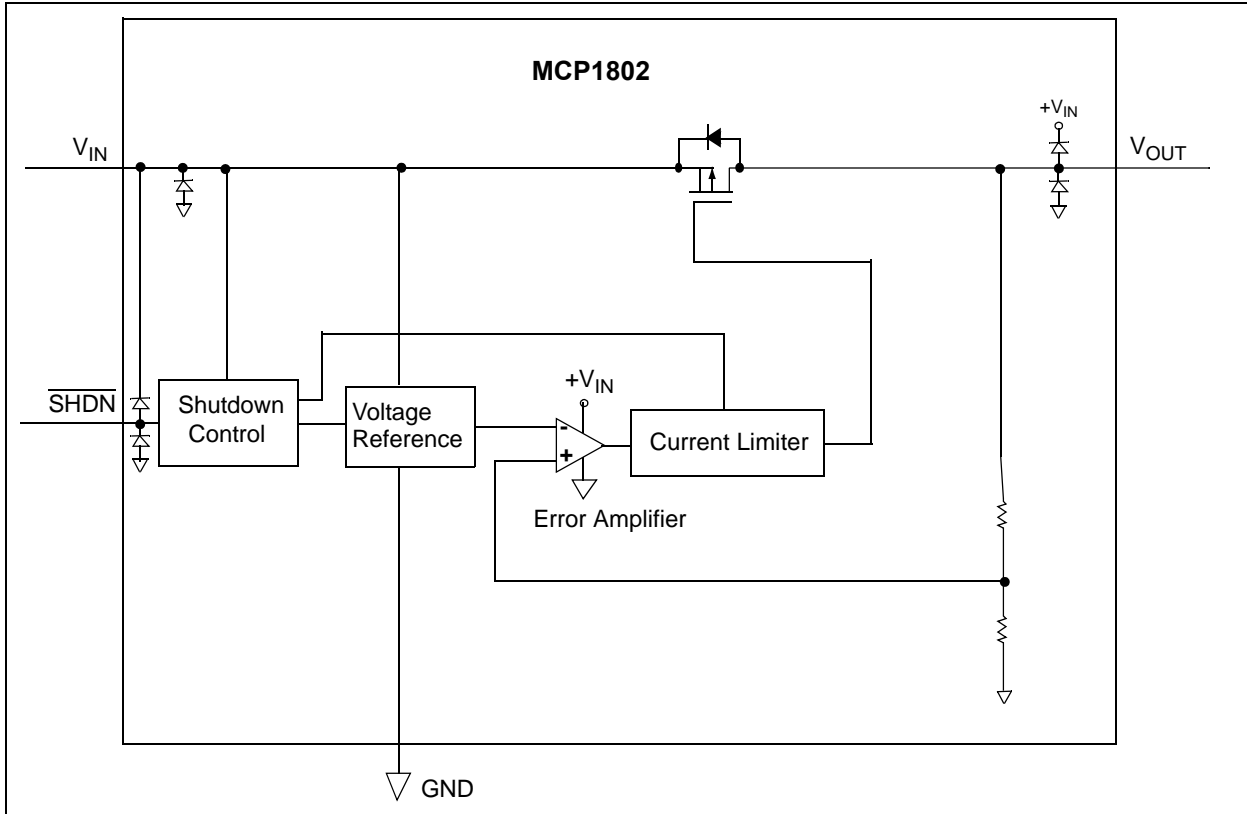 MCP1802
+VIN
VIN
VOUT
SHDN
Shutdown
Control
Voltage
Reference
+VIN
-
+
Current Limiter
Error Amplifier
GND